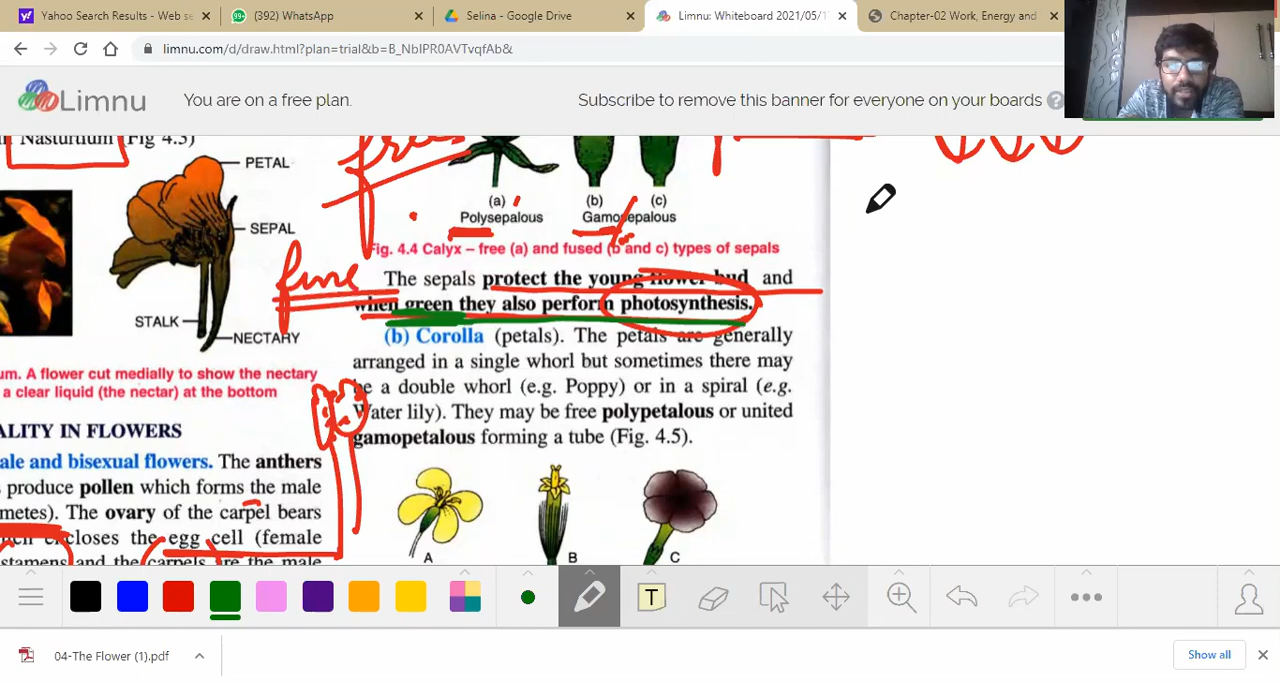 Yahoo Search Results - Web se
(392) WhatsApp
Selina - Google Drive
Limnu: Whiteboard 2021/05/1
Chapter-02 Work, Energy and
limnu.com/d/draw.html?plan=trial&b=B_NbIPR0AVTvqfAb&
Limnu
You are on a free plan.
Subscribe to remove this banner for everyone on your boards
n Nasturtium (Fig 4.5)
PETAL
SEPAL
STALK
NECTARY
um. A flower cut medially to show the nectary
a clear liquid (the nectar) at the bottom
ALITY IN FLOWERS
ale and bisexual flowers. The anthers
s produce pollen which forms the male
metes). The ovary of the carpel bears
encloses the egg cell (female
stamens and the carpels are the male
free
(a)
(b)
(c)
Polysepalous
Gamosepalous
Fig. 4.4 Calyx – free (a) and fused (b and c) types of sepals
The sepals protect the young flower bud and
when green they also perform photosynthesis.
(b) Corolla (petals). The petals are generally
arranged in a single whorl but sometimes there may
be a double whorl (e.g. Poppy) or in a spiral (e.g.
Water lily). They may be free polypetalous or united
gamopetalous forming a tube (Fig. 4.5).
A
B
C
T
04-The Flower (1).pdf
Show all